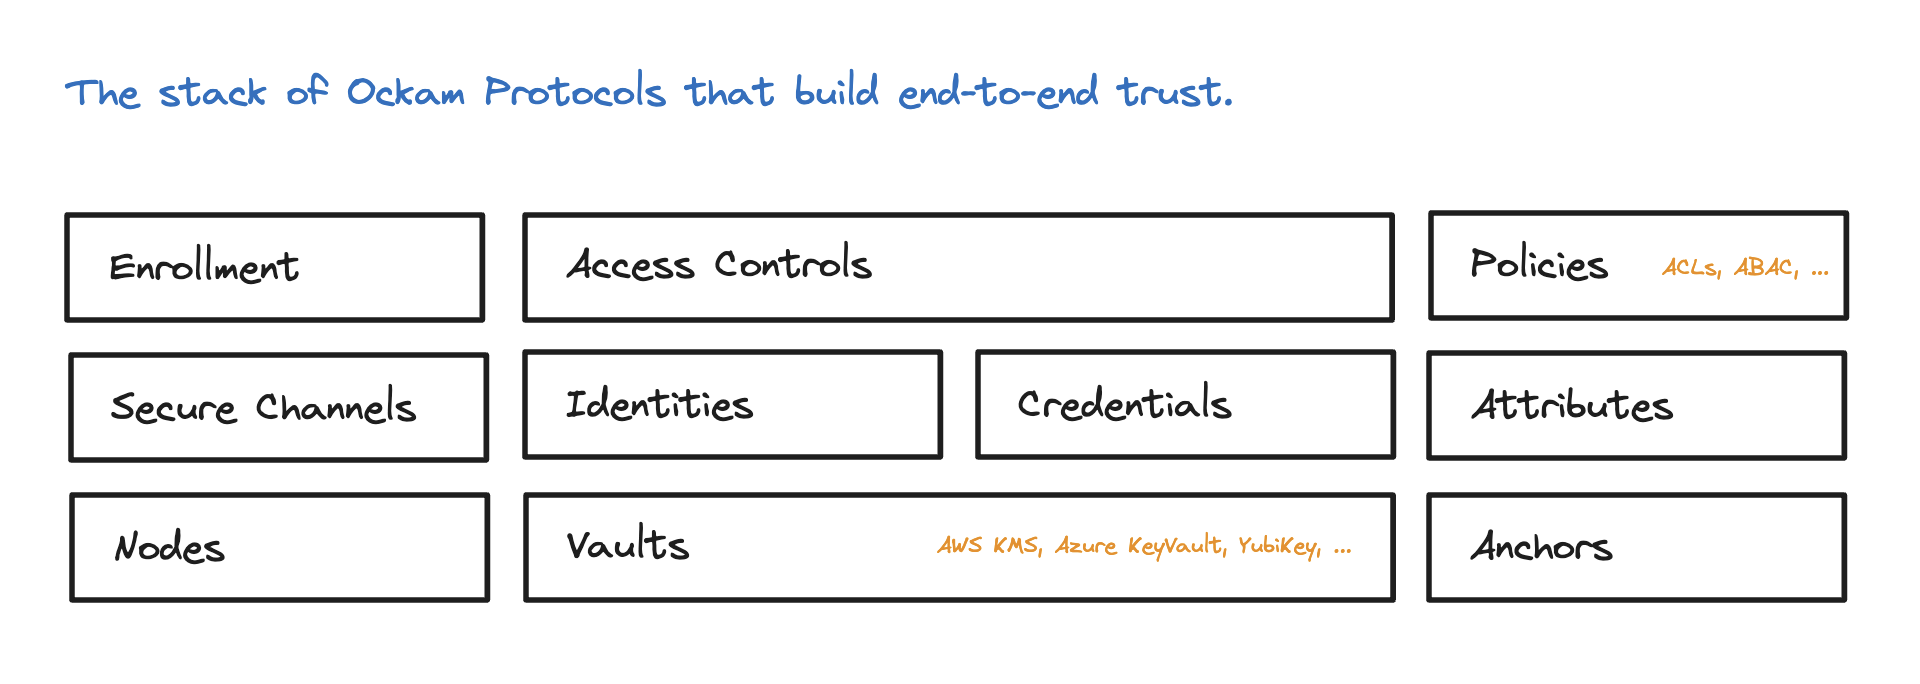 The stack of Ockam Protocols that build end-to-end trust.
Enrollment
Access Controls
Policies ACLs, ABAC, ...
Secure Channels
Identities
Credentials
Attributes
Nodes
Vaults AWS KMS, Azure KeyVault, YubiKey, ...
Anchors